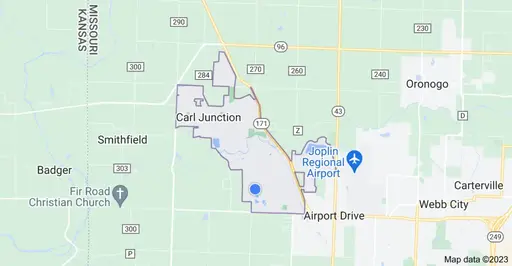 MISSOURI
KANSAS
290
96
230
300
284
270
260
Oronogo
43
Carl Junction
171
D
Z
Smithfield
Joplin
Regional
Airport
Badger
303
Fir Road
Christian Church
Carterville
Webb City
Airport Drive
249
300
Map data ©2023